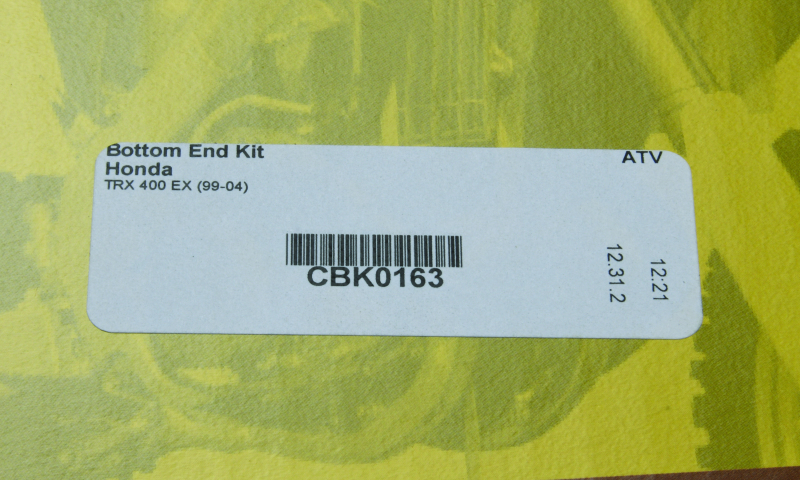 Bottom End Kit
ATV
Honda
TRX 400 EX (99-04)
CBK0163
12.31.2
12:21